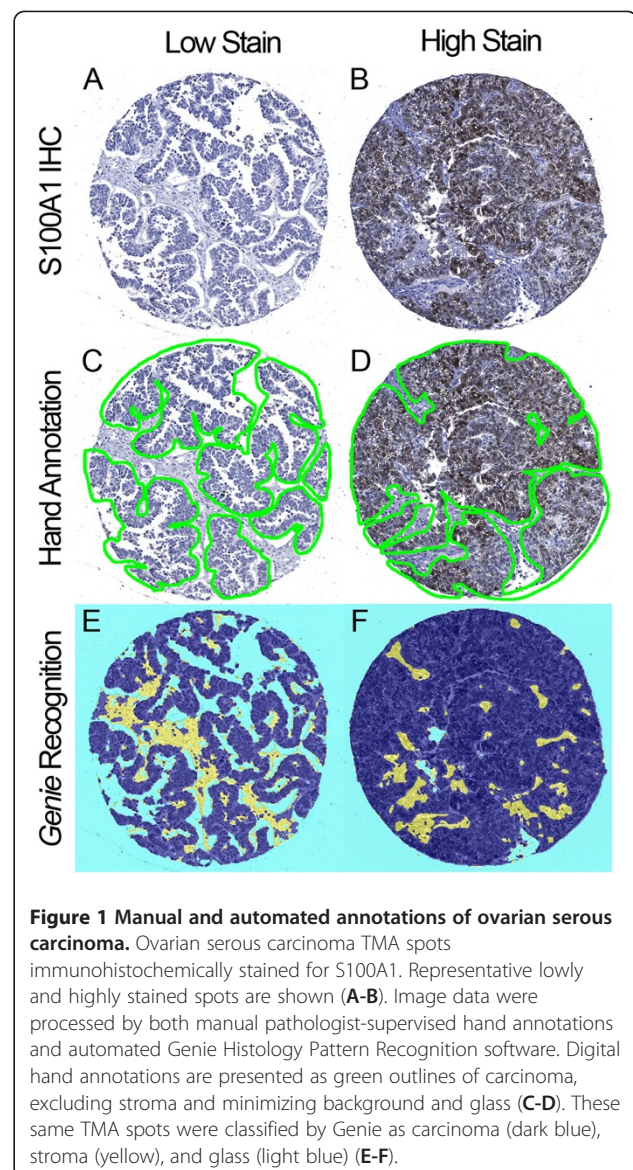 Low Stain
High Stain
A
B
S100A1 IHC
C
D
Hand Annotation
E
F
Genie Recognition
Figure 1 Manual and automated annotations of ovarian serous
carcinoma. Ovarian serous carcinoma TMA spots
immunohistochemically stained for S100A1. Representative lowly
and highly stained spots are shown (A-B). Image data were
processed by both manual pathologist-supervised hand annotations
and automated Genie Histology Pattern Recognition software. Digital
hand annotations are presented as green outlines of carcinoma,
excluding stroma and minimizing background and glass (C-D). These
same TMA spots were classified by Genie as carcinoma (dark blue),
stroma (yellow), and glass (light blue) (E-F).